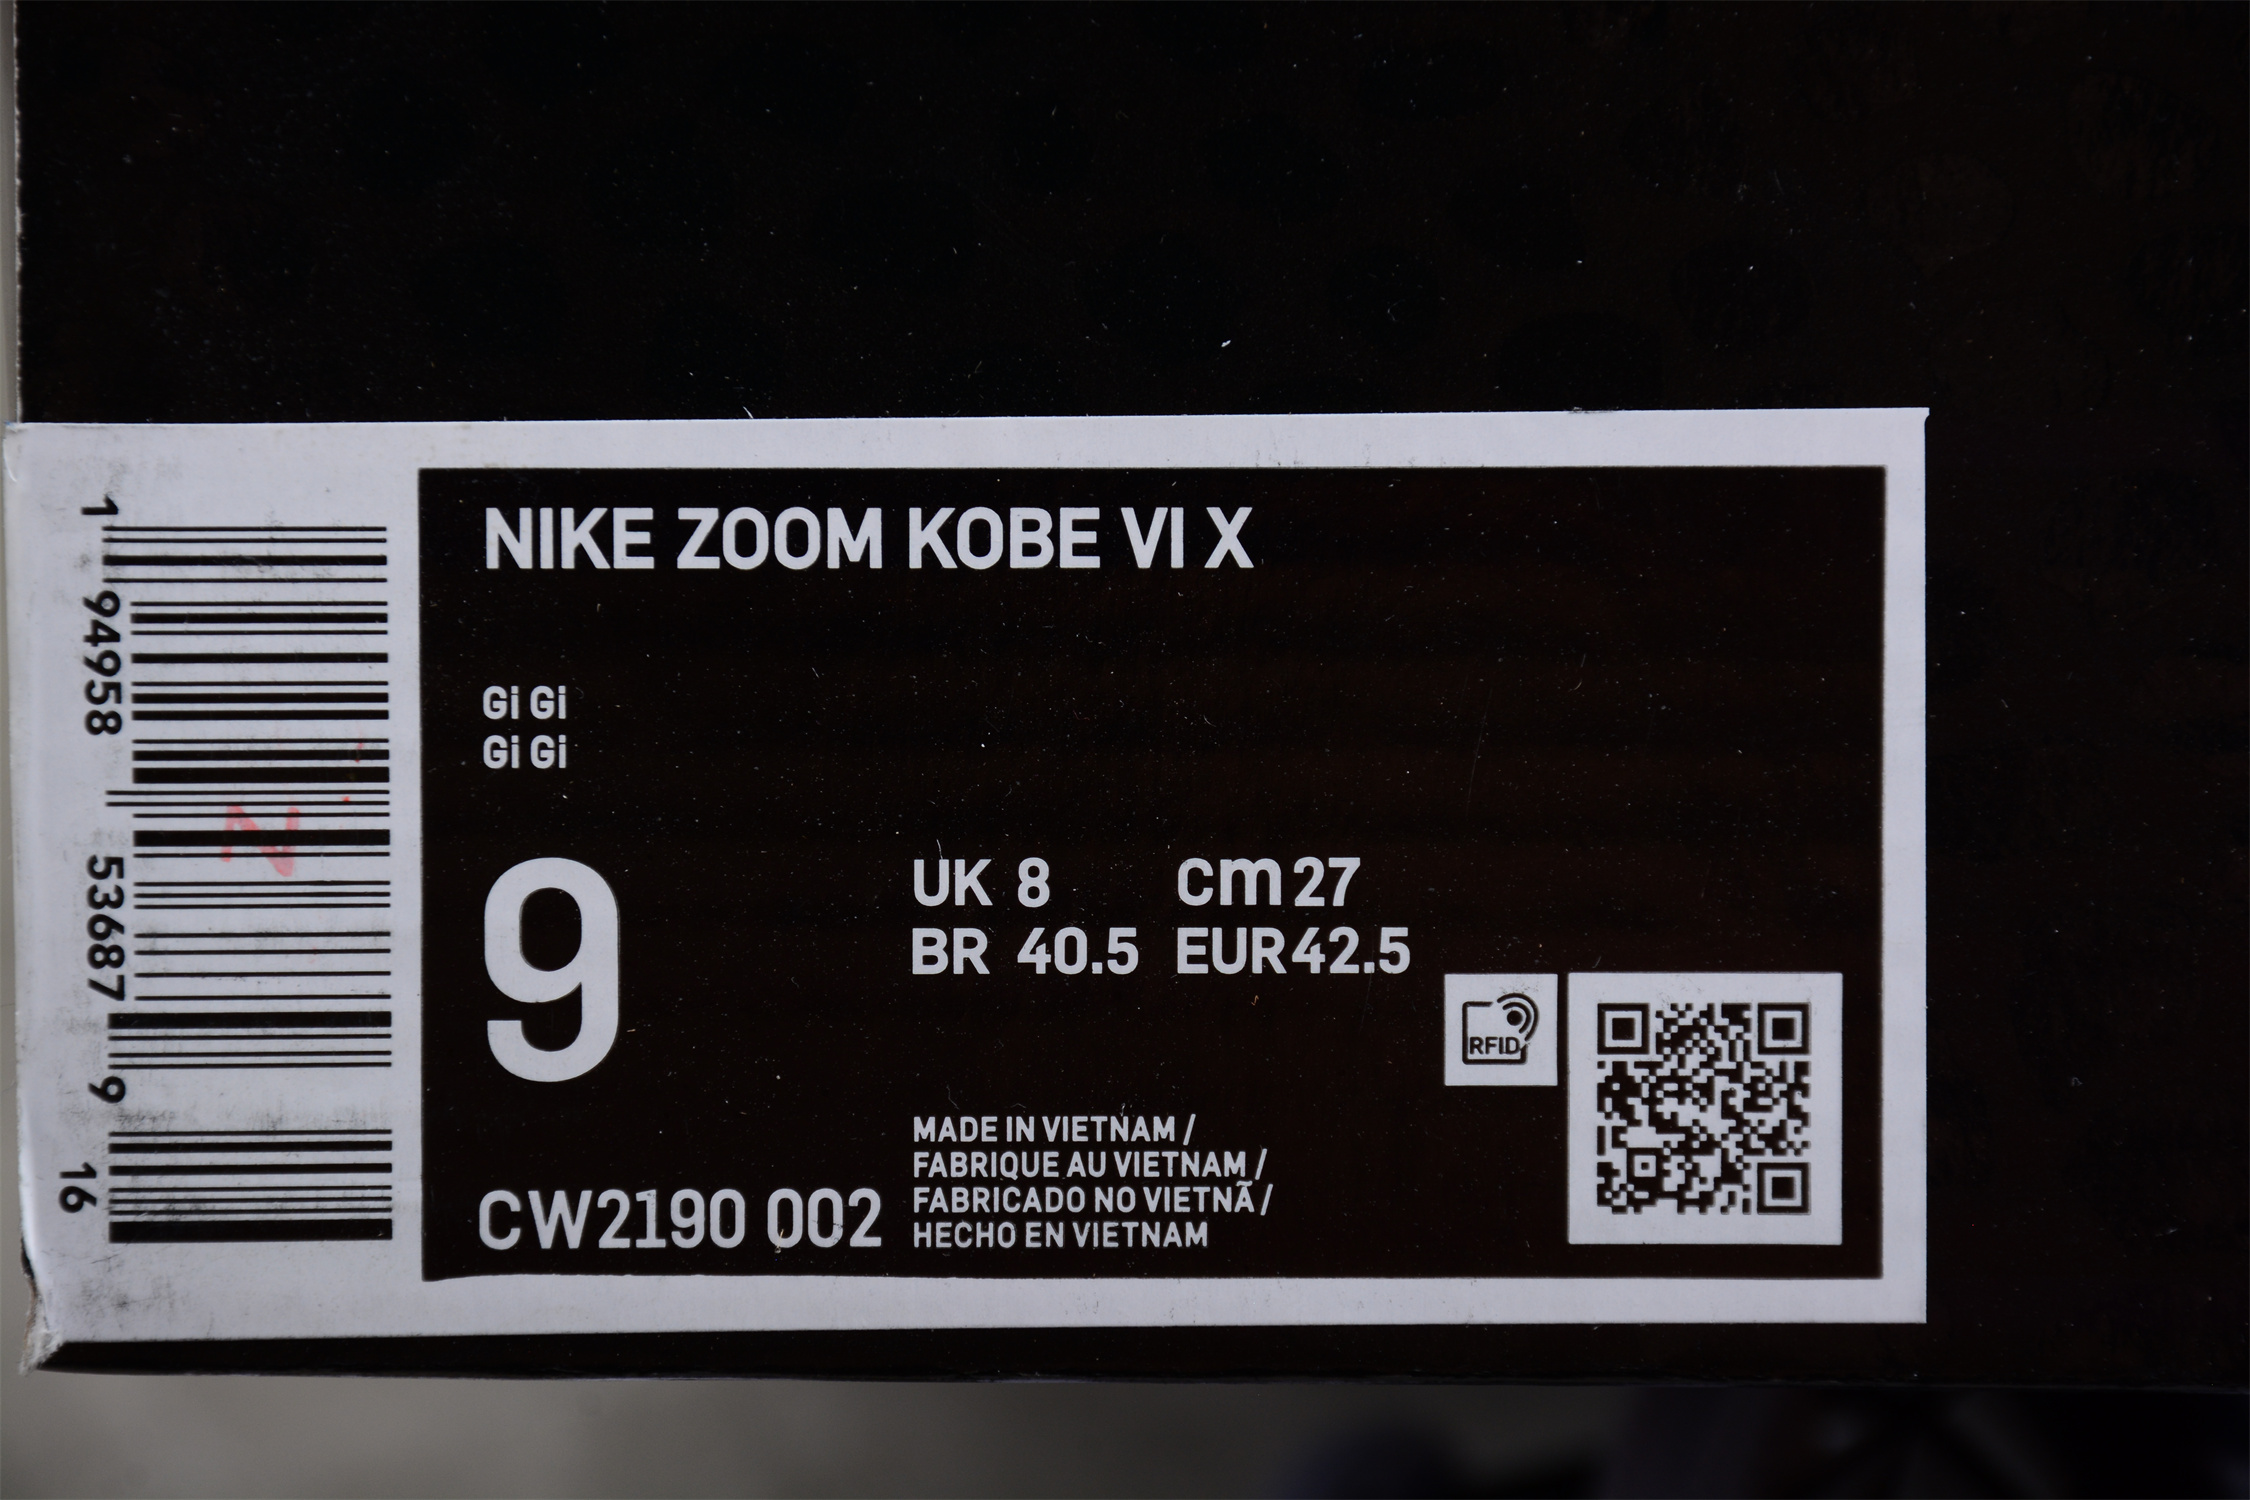 NIKE ZOOM KOBE VI X
Gi Gi
Gi Gi
9
UK 8 cm 27
BR 40.5 EUR 42.5
RFID
CW2190 002
MADE IN VIETNAM /
FABRIQUE AU VIETNAM /
FABRICADO NO VIETNÃ /
HECHO EN VIETNAM
1 94958 53687 9
16
N